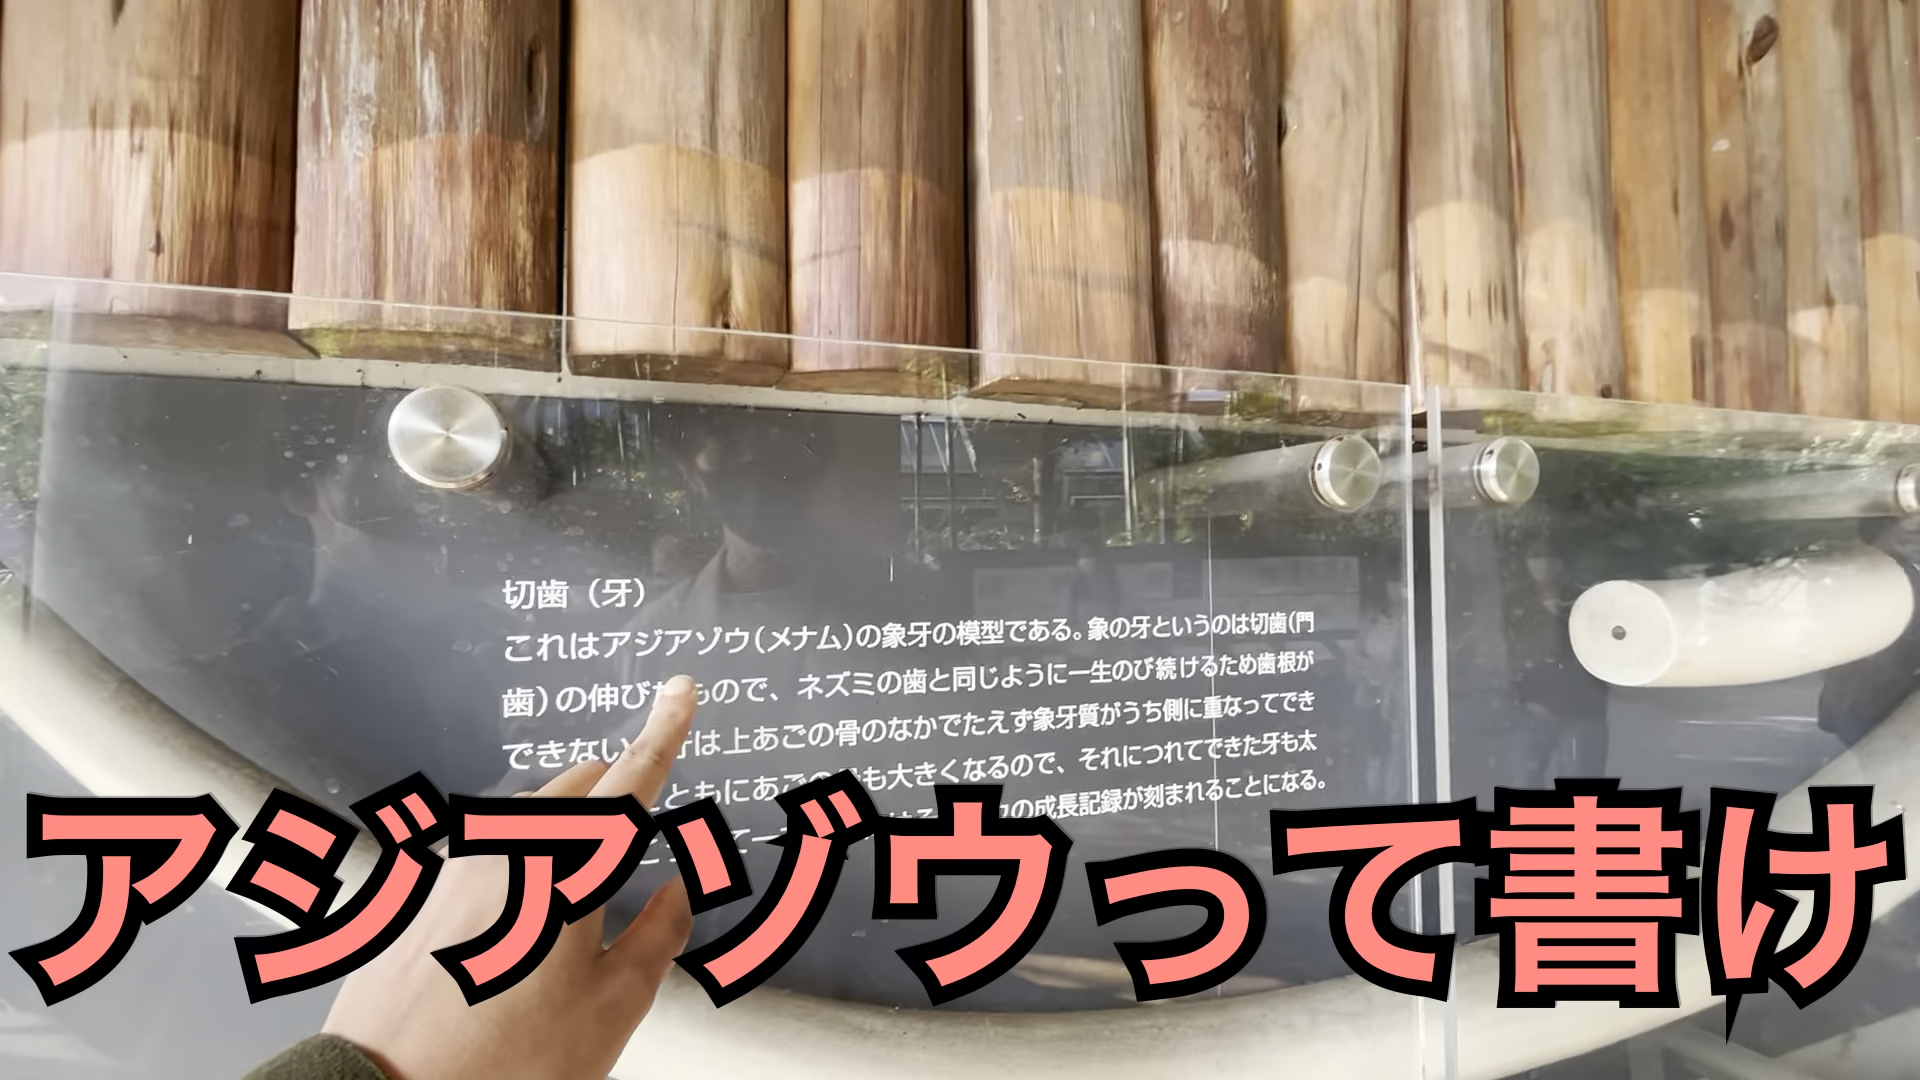 切歯（牙）
これはアジアゾウ（メナム）の象牙の模型である。象の牙というのは切歯（門
歯）の伸びたもので、ネズミの歯と同じように一生のび続けるため歯根が
できない 牙は上あごの骨のなかでたえず象牙質がうち側に重なってでき
ともにあごの骨も大きくなるので、それにつれてできた牙も太
の成長記録が刻まれることになる。
アジアゾウって書け